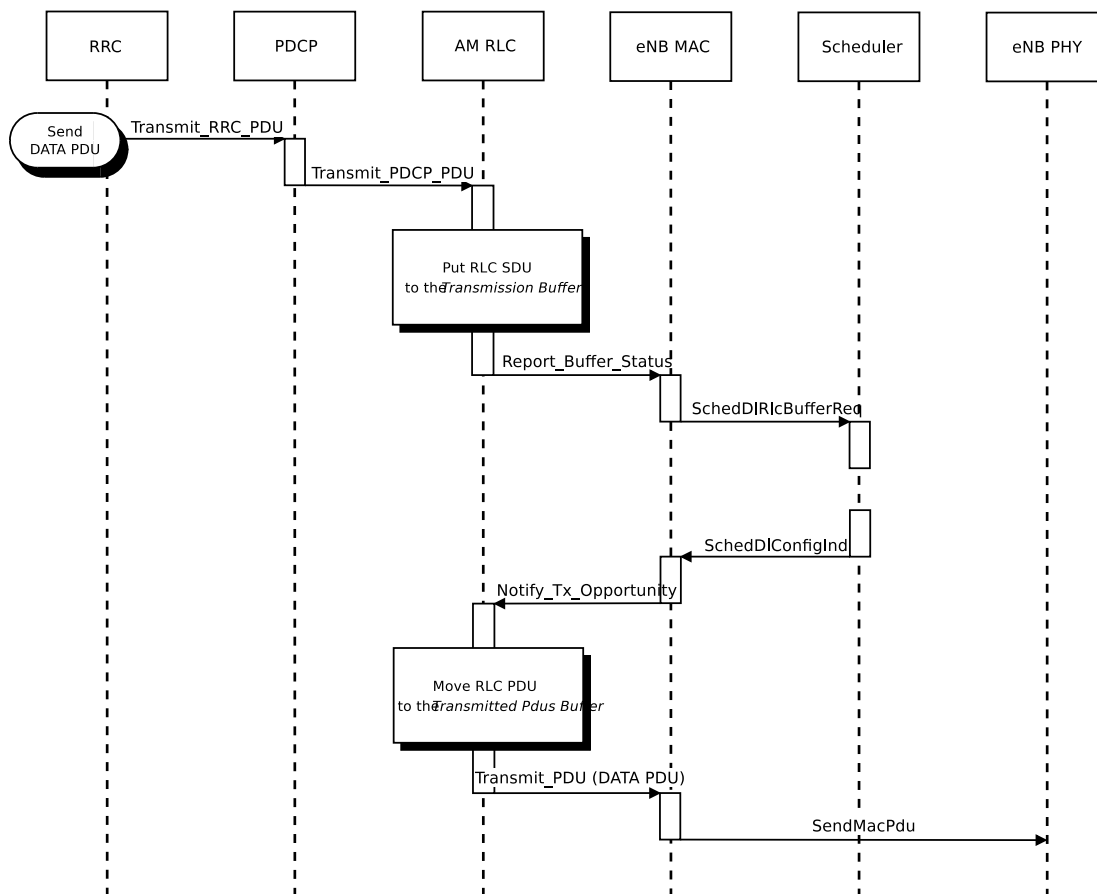 RRC
PDCP
AM RLC
eNB MAC
Scheduler
eNB PHY
Send
DATA PDU
Transmit_RRC_PDU
Transmit_PDCP_PDU
Put RLC SDU
to the Transmission Buffer
Report_Buffer_Status
SchedDlRlcBufferReq
SchedDlConfigInd
Notify_Tx_Opportunity
Move RLC PDU
to the Transmitted Pdus Buffer
Transmit_PDU (DATA PDU)
SendMacPdu